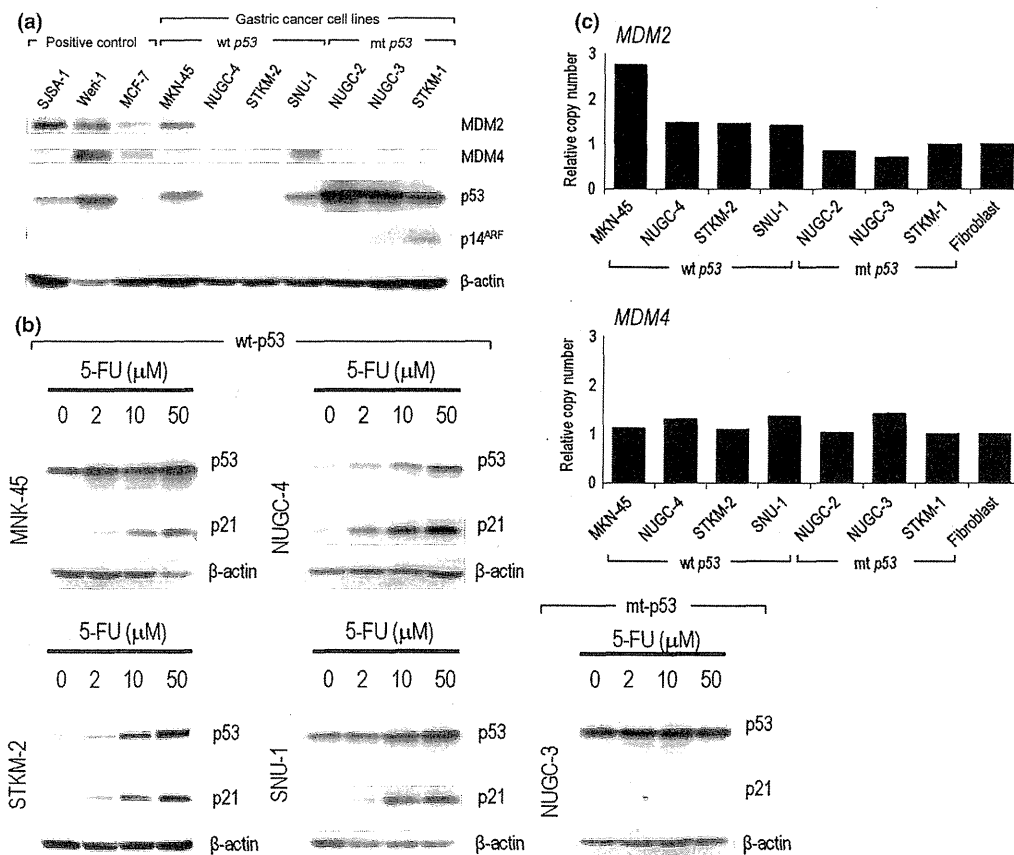 (a)
Gastric cancer cell lines
Positive control
wt p53
mt p53
SJSA-1
Weri-1
MCF-7
MKN-45
NUGC-4
STKM-2
SNU-1
NUGC-2
NUGC-3
STKM-1
MDM2
MDM4
p53
p14ARF
β-actin
(b)
wt-p53
5-FU (μM)
0 2 10 50
MNK-45
p53
p21
β-actin
5-FU (μM)
0 2 10 50
NUGC-4
p53
p21
β-actin
5-FU (μM)
0 2 10 50
STKM-2
p53
p21
β-actin
5-FU (μM)
0 2 10 50
SNU-1
p53
p21
β-actin
mt-p53
5-FU (μM)
0 2 10 50
NUGC-3
p53
p21
β-actin
(c)
MDM2
Relative copy number
3
2
1
0
MKN-45
NUGC-4
STKM-2
SNU-1
NUGC-2
NUGC-3
STKM-1
Fibroblast
wt p53
mt p53
MDM4
Relative copy number
3
2
1
0
MKN-45
NUGC-4
STKM-2
SNU-1
NUGC-2
NUGC-3
STKM-1
Fibroblast
wt p53
mt p53